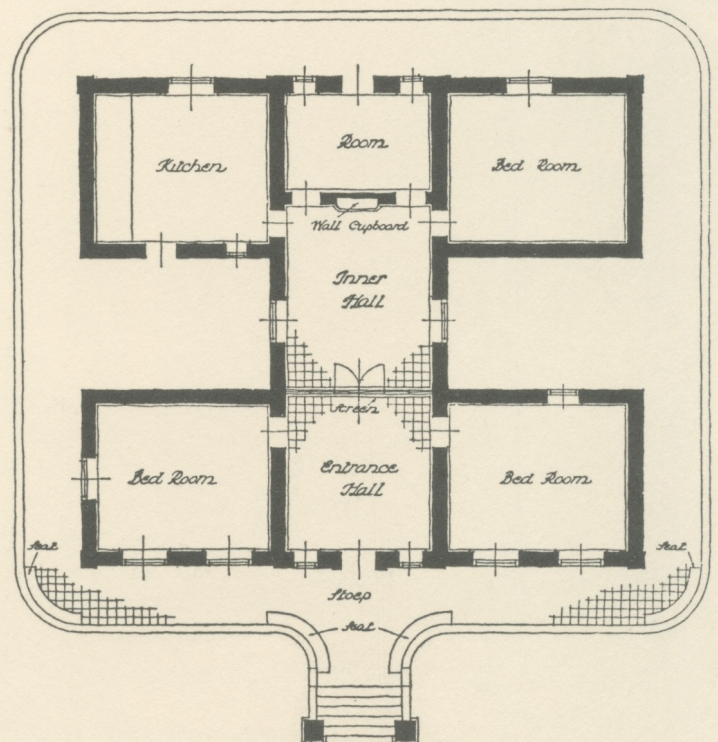 Kitchen
Room
Bed Room
Wall Cupboard
Inner
Hall
Screen
Bed Room
Entrance
Hall
Bed Room
Seat
Seat
Stoep
Seat